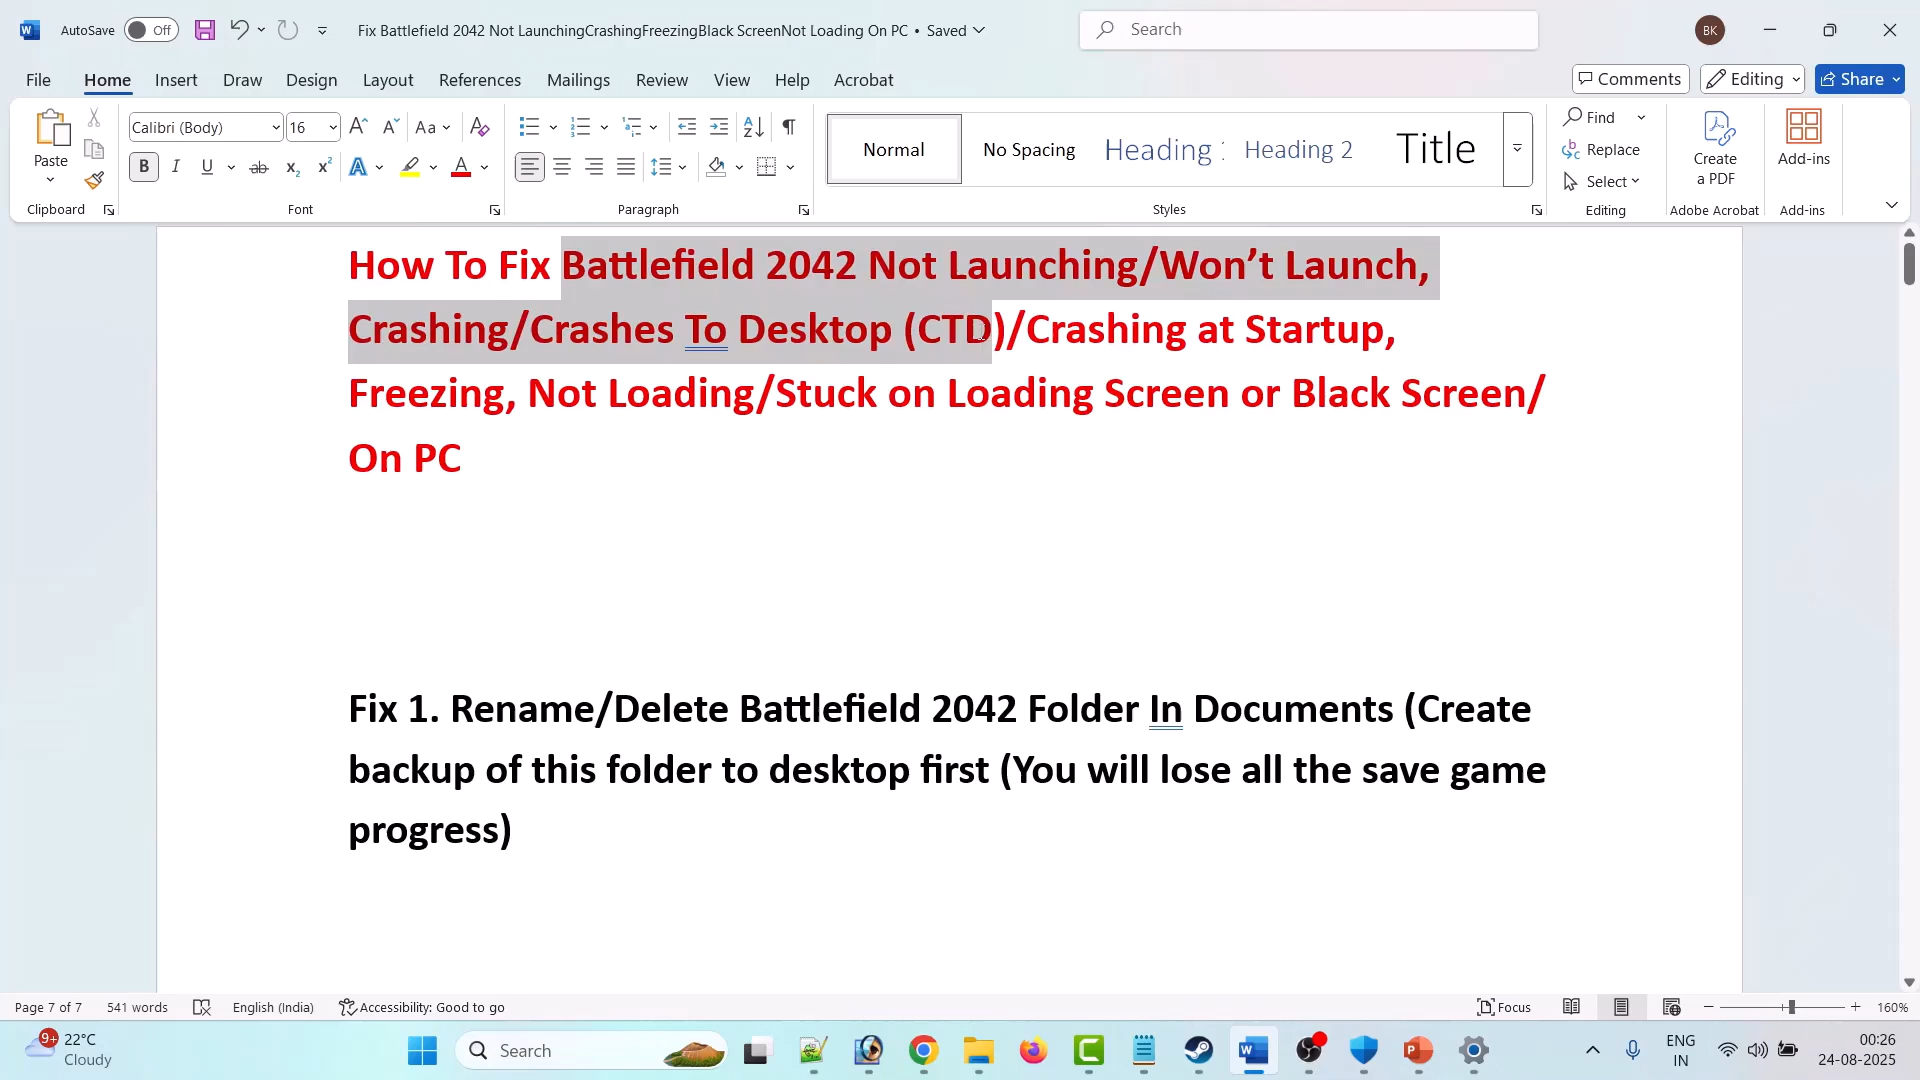 AutoSave Off Fix Battlefield 2042 Not LaunchingCrashingFreezingBlack ScreenNot Loading On PC • Saved Search BK
File Home Insert Draw Design Layout References Mailings Review View Help Acrobat Comments Editing Share
Calibri (Body) 16 Aa Find
Paste B I U ab Normal No Spacing Heading 1 Heading 2 Title Replace Create a PDF Add-ins
Select
Clipboard Font Paragraph Styles Editing Adobe Acrobat Add-ins
How To Fix Battlefield 2042 Not Launching/Won’t Launch,
Crashing/Crashes To Desktop (CTD)/Crashing at Startup,
Freezing, Not Loading/Stuck on Loading Screen or Black Screen/
On PC
Fix 1. Rename/Delete Battlefield 2042 Folder In Documents (Create
backup of this folder to desktop first (You will lose all the save game
progress)
Page 7 of 7 541 words English (India) Accessibility: Good to go Focus 160%
9+ 22°C Search ENG 00:26
Cloudy IN 24-08-2025